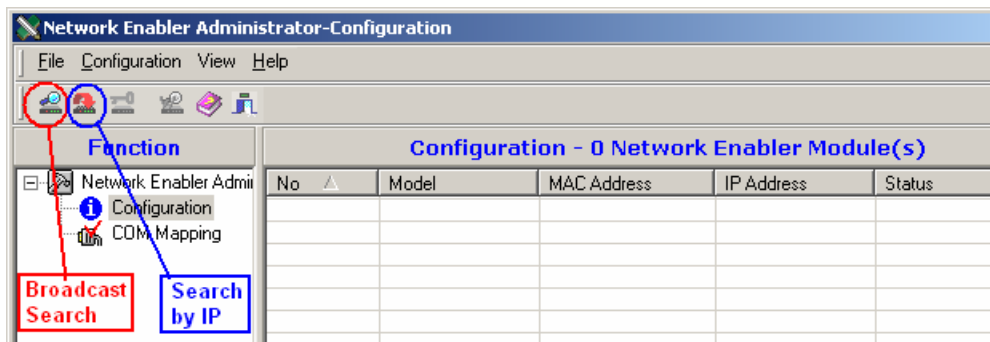 Network Enabler Administrator-Configuration
File Configuration View Help
Function
Configuration - 0 Network Enabler Module(s)
Network Enabler Admi
No Model MAC Address IP Address Status
Configuration
COM Mapping
Broadcast Search
Search by IP